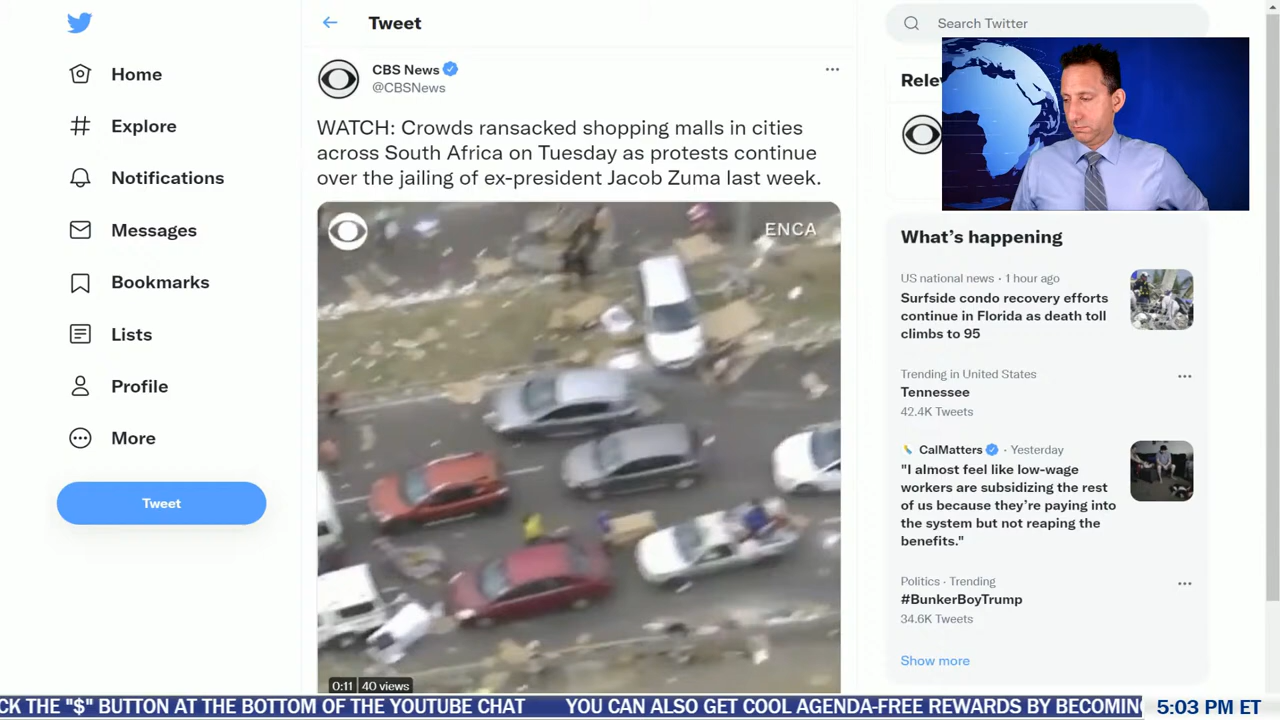 Home
Explore
Notifications
Messages
Bookmarks
Lists
Profile
More
Tweet
Tweet
CBS News
@CBSNews
WATCH: Crowds ransacked shopping malls in cities
across South Africa on Tuesday as protests continue
over the jailing of ex-president Jacob Zuma last week.
ENCA
0:11 40 views
Search Twitter
Rele
What's happening
US national news · 1 hour ago
Surfside condo recovery efforts
continue in Florida as death toll
climbs to 95
Trending in United States
Tennessee
42.4K Tweets
CalMatters · Yesterday
"I almost feel like low-wage
workers are subsidizing the rest
of us because they're paying into
the system but not reaping the
benefits."
Politics · Trending
#BunkerBoyTrump
34.6K Tweets
Show more
CK THE "$" BUTTON AT THE BOTTOM OF THE YOUTUBE CHAT YOU CAN ALSO GET COOL AGENDA-FREE REWARDS BY BECOMIN
5:03 PM ET